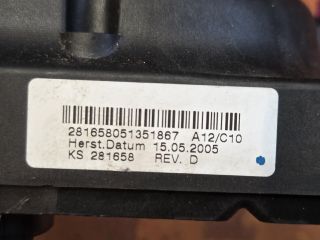 281658051351867 A12/C10
Herst.Datum 15.05.2005
KS 281658 REV. D